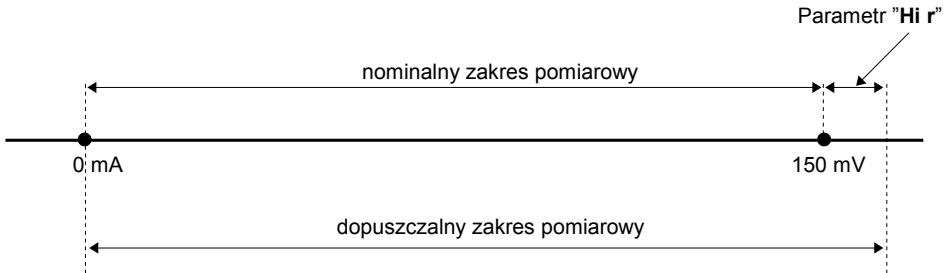 Parametr ”Hi r”
nominalny zakres pomiarowy
0 mA
150 mV
dopuszczalny zakres pomiarowy